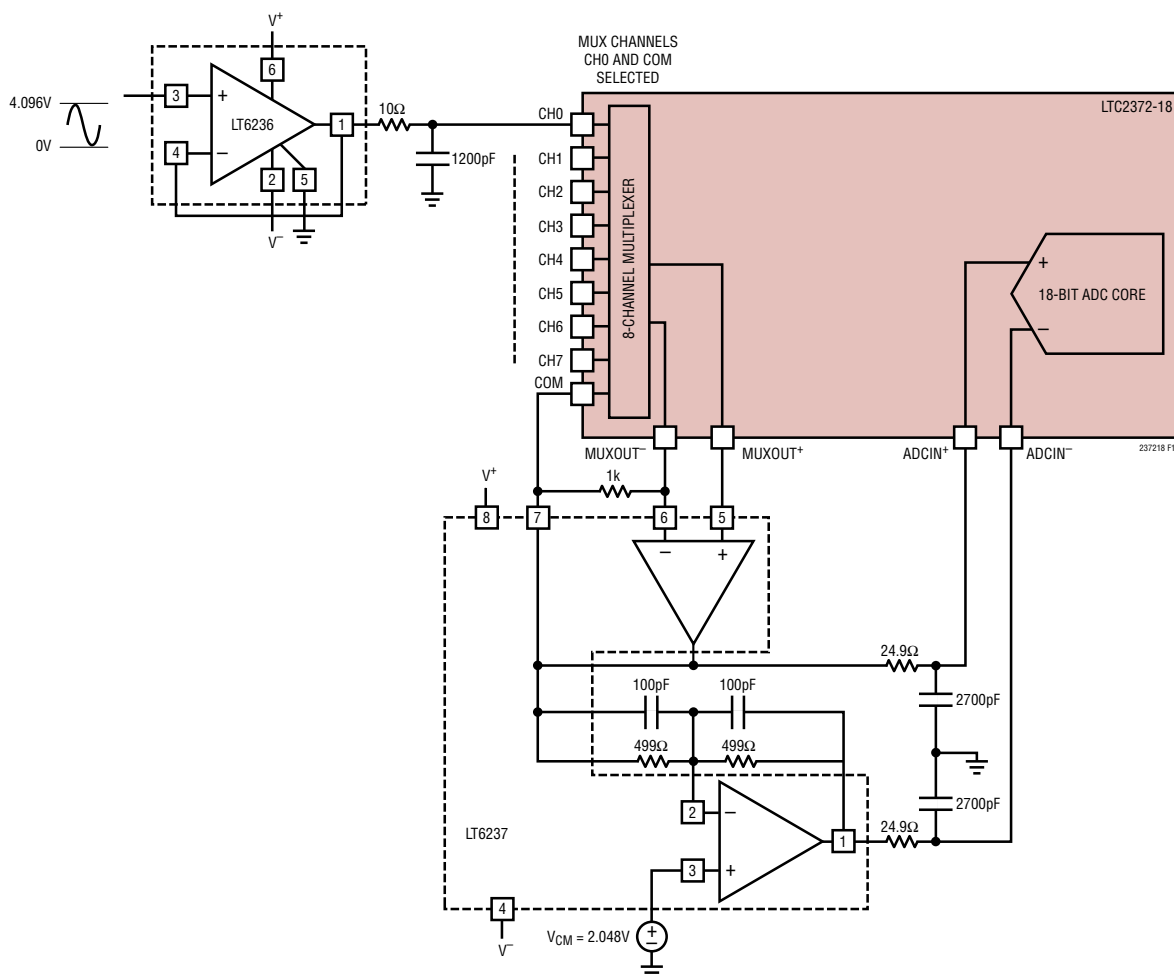 V+
6
3
+
LT6236
1
4
−
2
5
V−
4.096V
0V
10Ω
1200pF
MUX CHANNELS
CH0 AND COM
SELECTED
LTC2372-18
CH0
CH1
CH2
CH3
CH4
CH5
CH6
CH7
COM
8-CHANNEL MULTIPLEXER
+
18-BIT ADC CORE
−
MUXOUT−
MUXOUT+
ADCIN+
ADCIN−
237218 F1
V+
1k
8
7
6
5
−
+
24.9Ω
100pF
100pF
2700pF
499Ω
499Ω
2700pF
2
−
LT6237
1
24.9Ω
3
+
4
V−
VCM = 2.048V
+
−